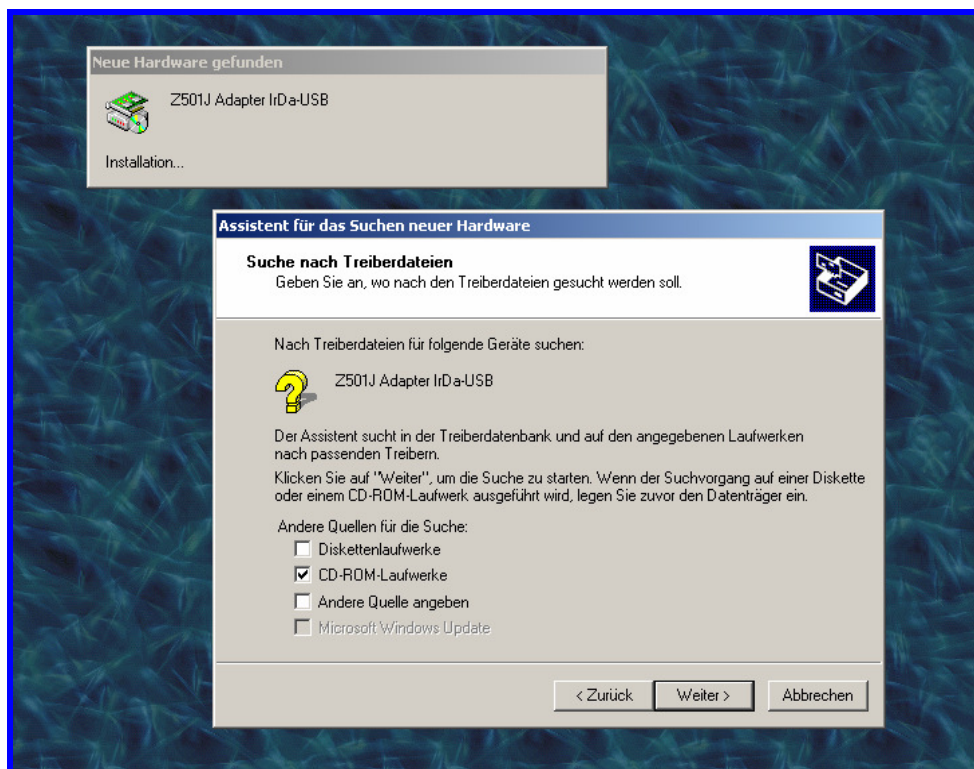 Neue Hardware gefunden
Z501J Adapter IrDa-USB
Installation...
Assistent für das Suchen neuer Hardware
Suche nach Treiberdateien
Geben Sie an, wo nach den Treiberdateien gesucht werden soll.
Nach Treiberdateien für folgende Geräte suchen:
Z501J Adapter IrDa-USB
Der Assistent sucht in der Treiberdatenbank und auf den angegebenen Laufwerken
nach passenden Treibern.
Klicken Sie auf "Weiter", um die Suche zu starten. Wenn der Suchvorgang auf einer Diskette
oder einem CD-ROM-Laufwerk ausgeführt wird, legen Sie zuvor den Datenträger ein.
Andere Quellen für die Suche:
Diskettenlaufwerke
CD-ROM-Laufwerke
Andere Quelle angeben
Microsoft Windows Update
< Zurück Weiter > Abbrechen